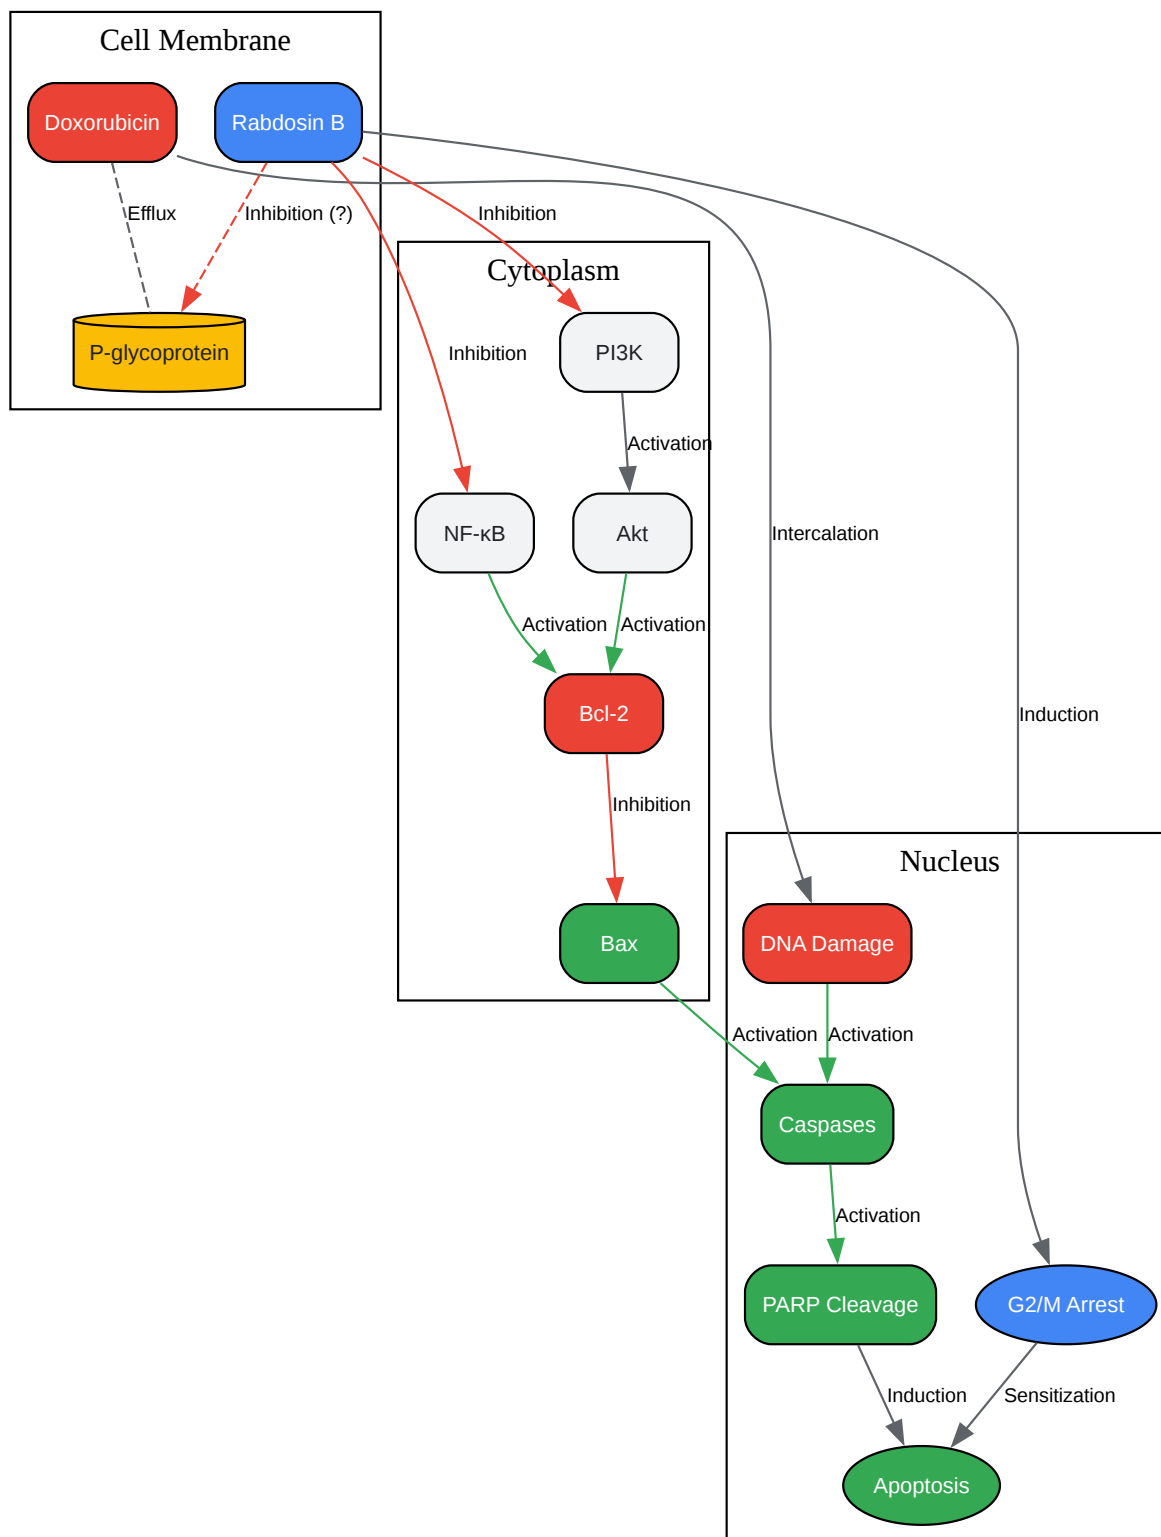 Cell Membrane
Doxorubicin
Rabdosin B
Efflux
Inhibition (?)
Inhibition
Cytoplasm
P-glycoprotein
Inhibition
PI3K
Activation
NF-κB
Akt
Intercalation
Activation
Activation
Bcl-2
Induction
Inhibition
Nucleus
Bax
DNA Damage
Activation
Activation
Caspases
Activation
PARP Cleavage
G2/M Arrest
Induction
Sensitization
Apoptosis